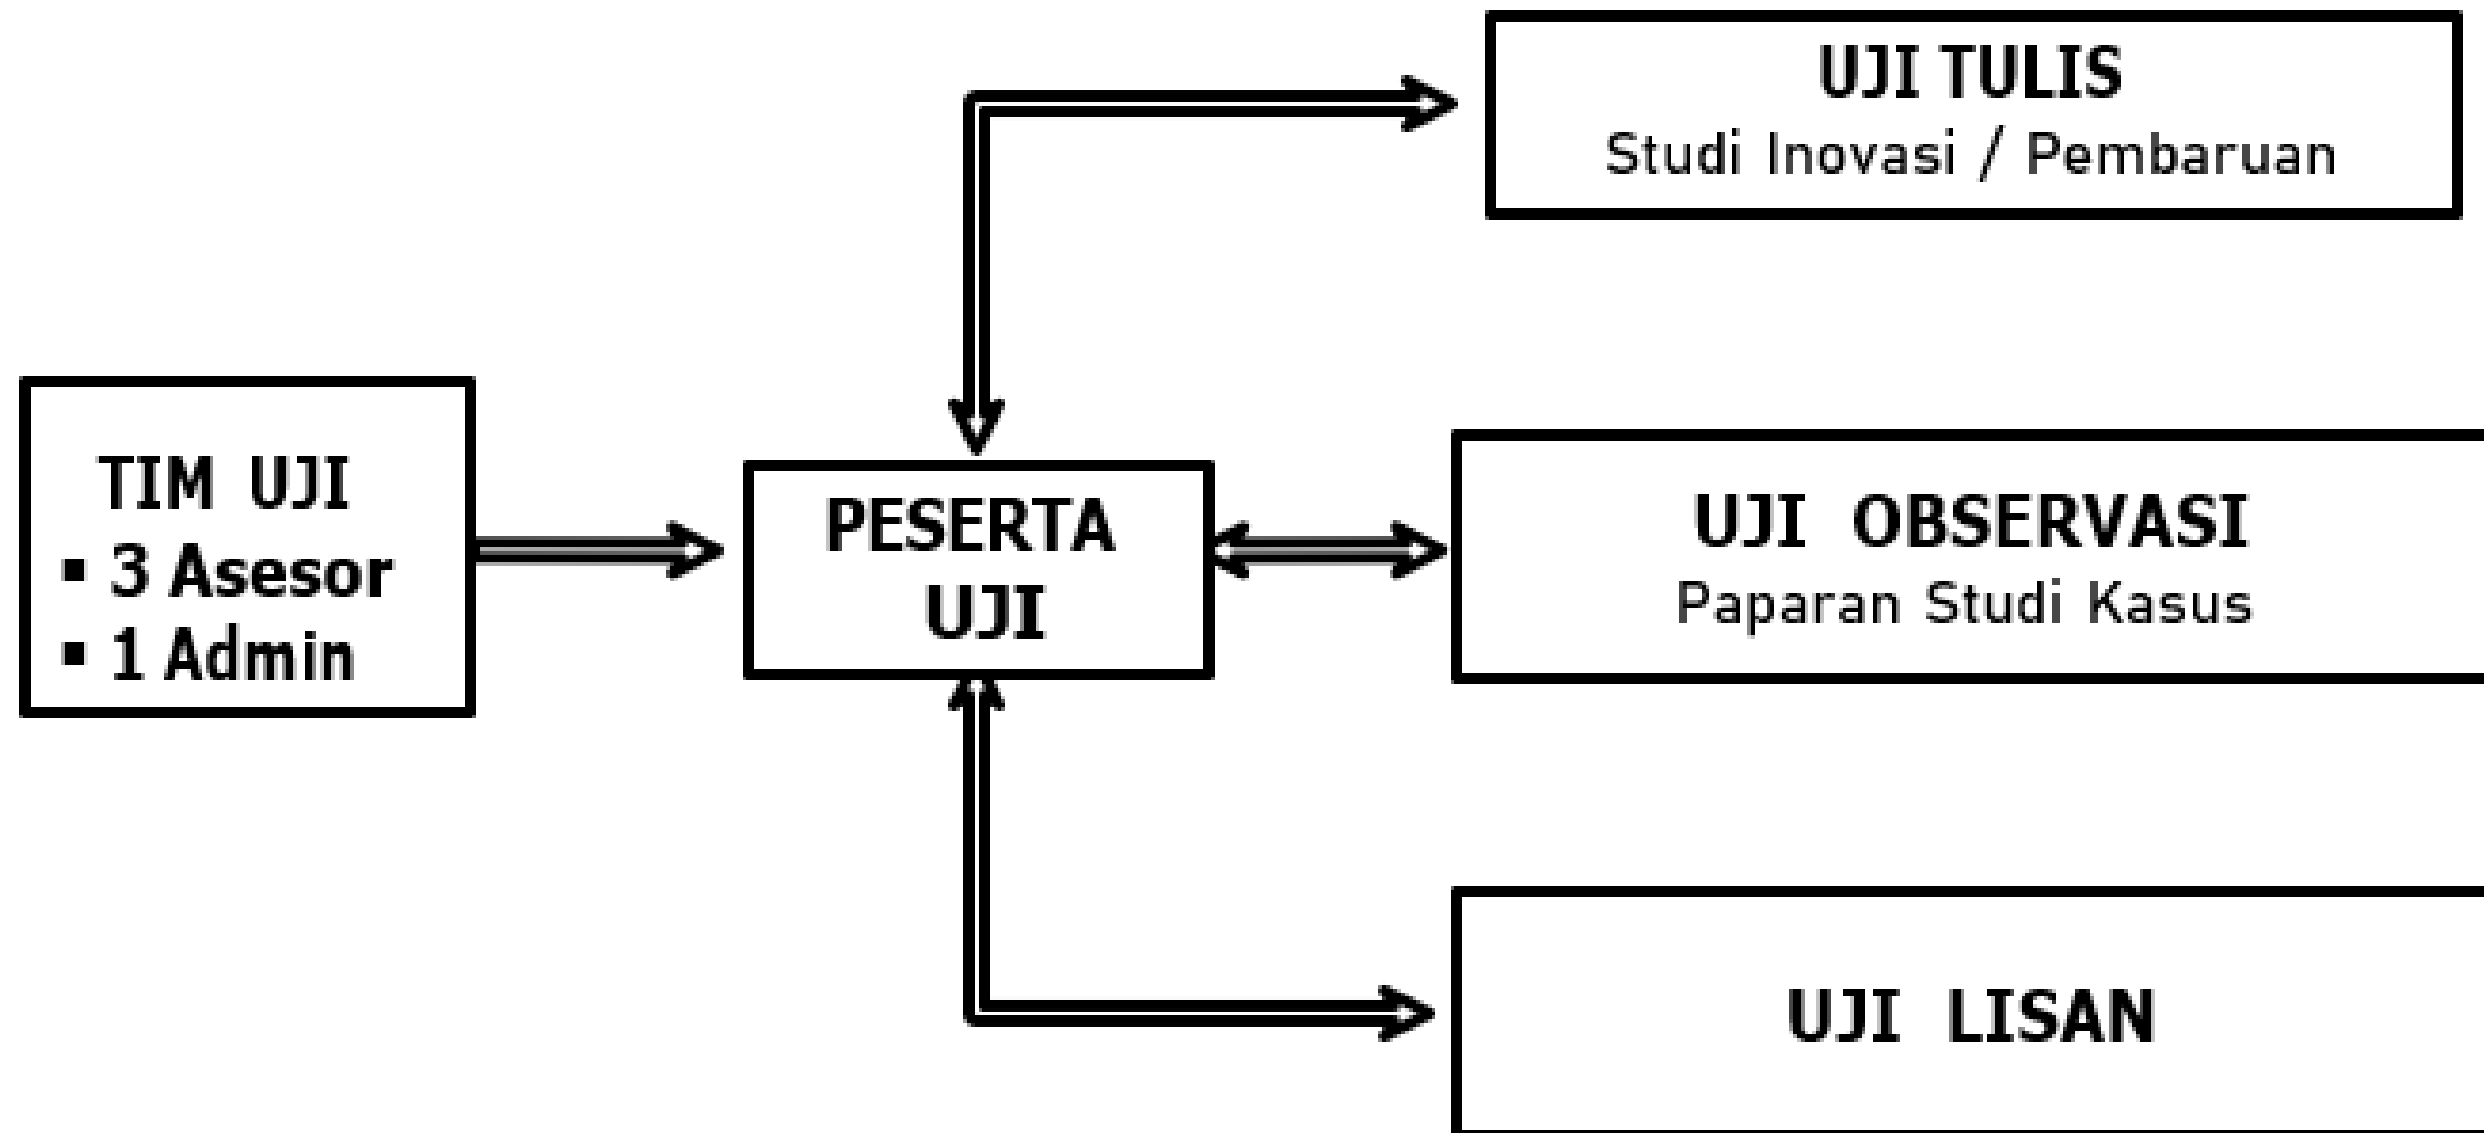 UJI TULIS
Studi Inovasi / Pembaruan
TIM UJI
▪ 3 Asesor
▪ 1 Admin
PESERTA
UJI
UJI OBSERVASI
Paparan Studi Kasus
UJI LISAN